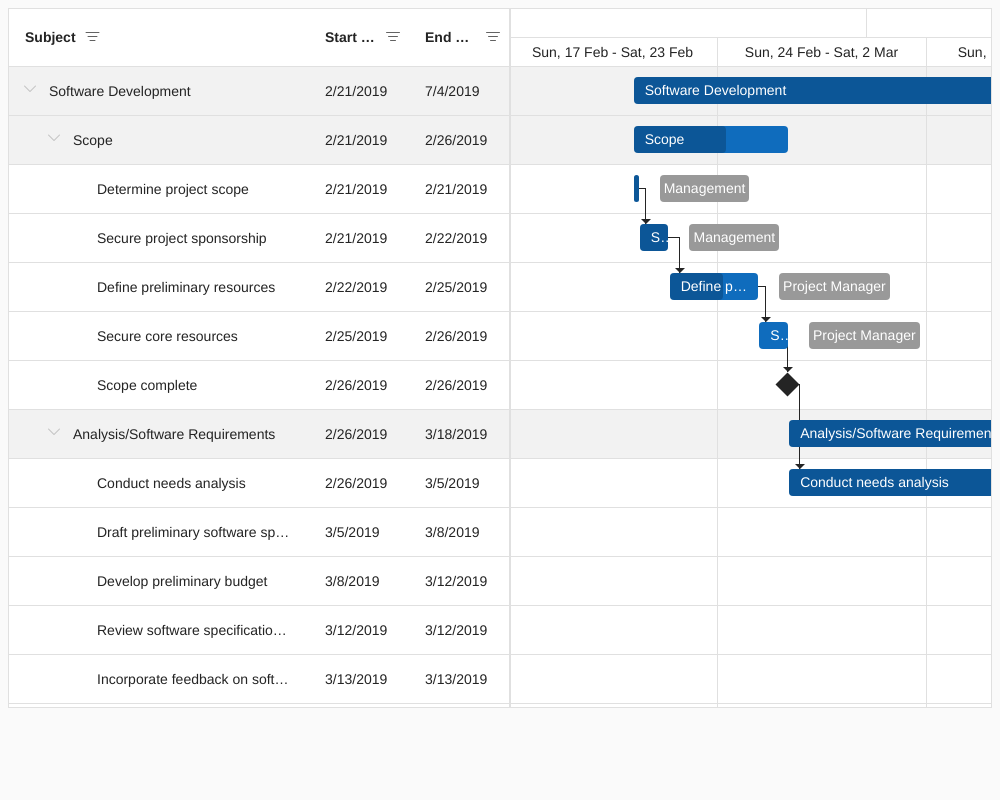 Subject Start ... End ...
Sun, 17 Feb - Sat, 23 Feb Sun, 24 Feb - Sat, 2 Mar Sun,
Software Development 2/21/2019 7/4/2019 Software Development
Scope 2/21/2019 2/26/2019 Scope
Determine project scope 2/21/2019 2/21/2019 Management
Secure project sponsorship 2/21/2019 2/22/2019 S... Management
Define preliminary resources 2/22/2019 2/25/2019 Define p... Project Manager
Secure core resources 2/25/2019 2/26/2019 S... Project Manager
Scope complete 2/26/2019 2/26/2019
Analysis/Software Requirements 2/26/2019 3/18/2019 Analysis/Software Requiremen
Conduct needs analysis 2/26/2019 3/5/2019 Conduct needs analysis
Draft preliminary software sp... 3/5/2019 3/8/2019
Develop preliminary budget 3/8/2019 3/12/2019
Review software specificatio... 3/12/2019 3/12/2019
Incorporate feedback on soft... 3/13/2019 3/13/2019